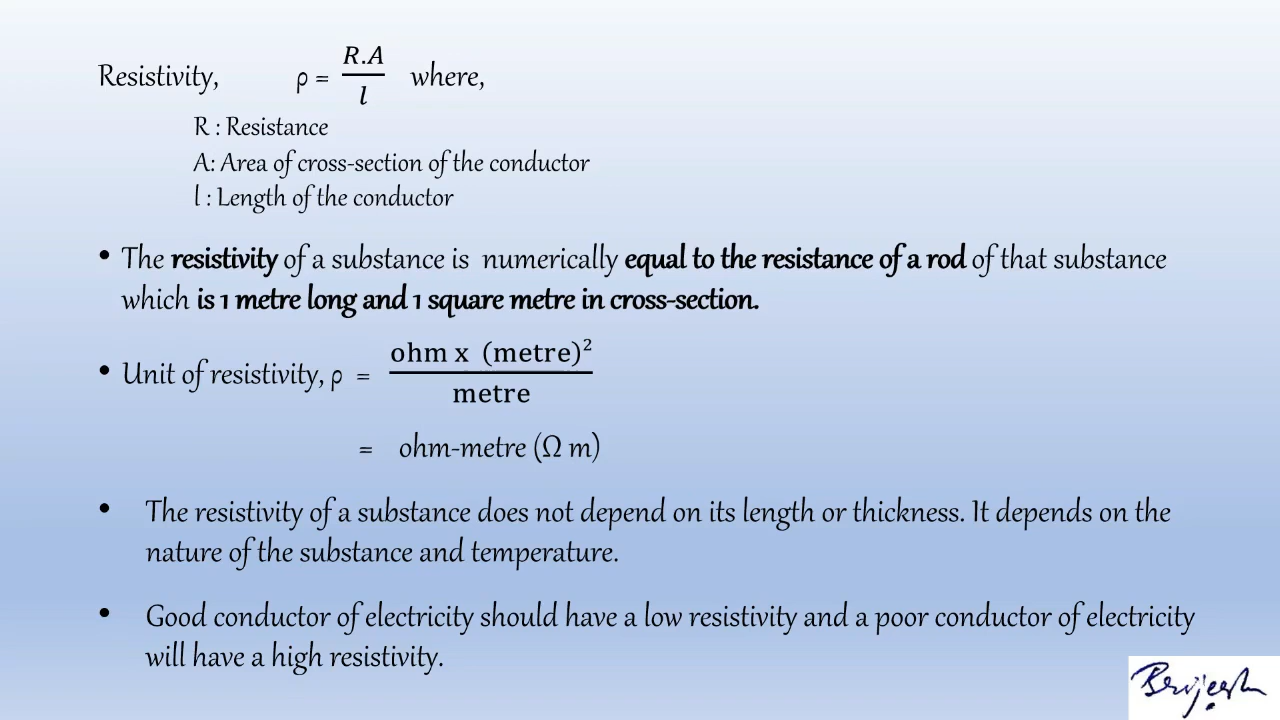 Resistivity, ρ = R.A / l where,
R : Resistance
A: Area of cross-section of the conductor
l : Length of the conductor
• The resistivity of a substance is numerically equal to the resistance of a rod of that substance
which is 1 metre long and 1 square metre in cross-section.
• Unit of resistivity, ρ = ohm x (metre)² / metre
= ohm-metre (Ω m)
• The resistivity of a substance does not depend on its length or thickness. It depends on the
nature of the substance and temperature.
• Good conductor of electricity should have a low resistivity and a poor conductor of electricity
will have a high resistivity.